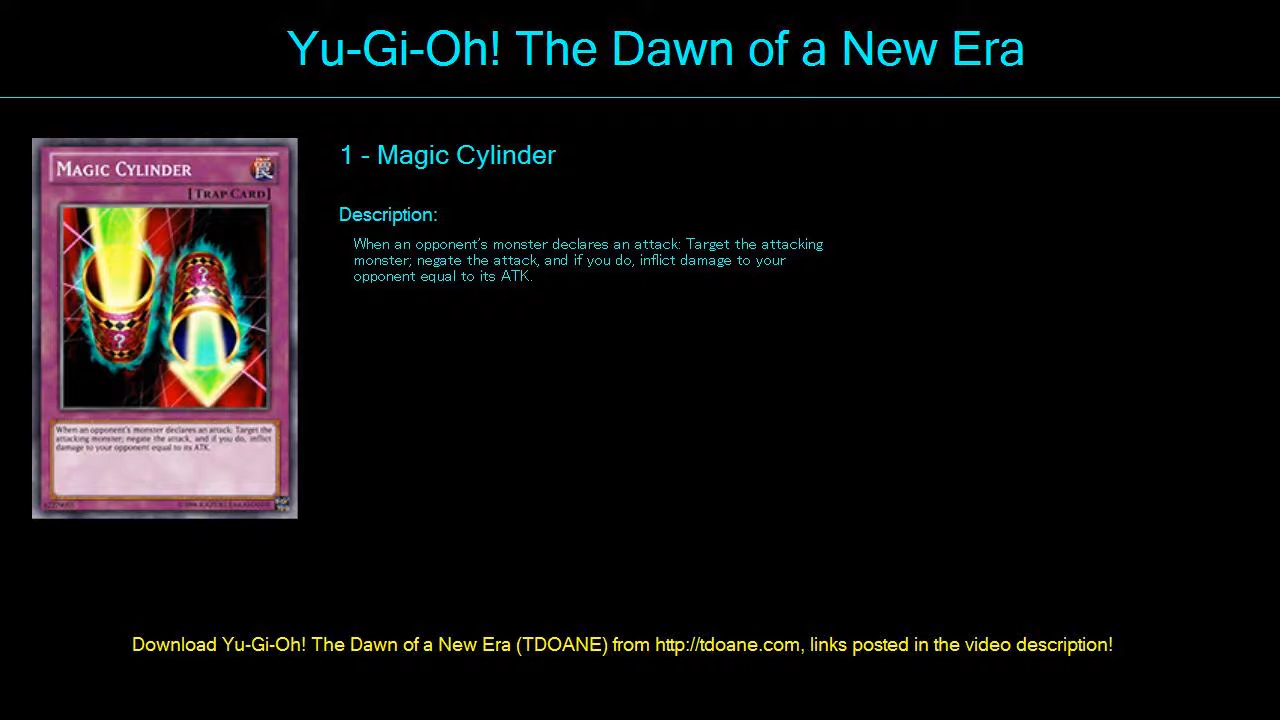 Yu-Gi-Oh! The Dawn of a New Era
MAGIC CYLINDER
[TRAP CARD]
?
?
When an opponent's monster declares an attack: Target the
attacking monster; negate the attack, and if you do, inflict
damage to your opponent equal to its ATK.
1 - Magic Cylinder
Description:
When an opponent's monster declares an attack: Target the attacking
monster; negate the attack, and if you do, inflict damage to your
opponent equal to its ATK.
Download Yu-Gi-Oh! The Dawn of a New Era (TDOANE) from http://tdoane.com, links posted in the video description!